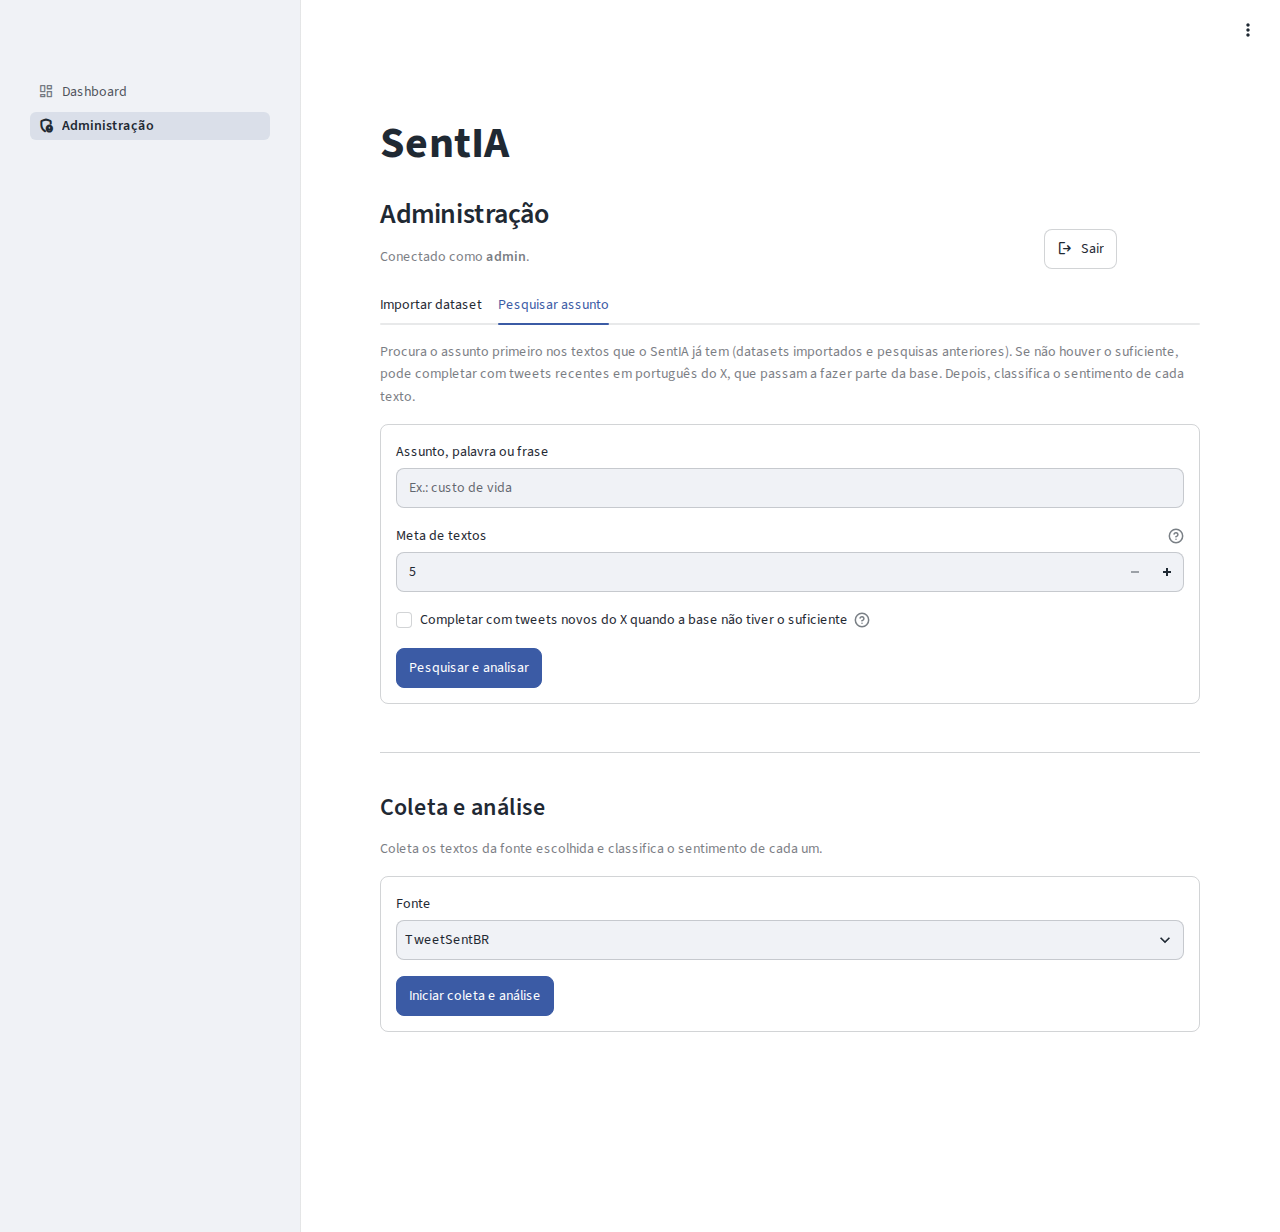 Dashboard
Administração
SentIA
Administração
Conectado como admin.
Sair
Importar dataset
Pesquisar assunto
Procura o assunto primeiro nos textos que o SentIA já tem (datasets importados e pesquisas anteriores). Se não houver o suficiente,
pode completar com tweets recentes em português do X, que passam a fazer parte da base. Depois, classifica o sentimento de cada
texto.
Assunto, palavra ou frase
Ex.: custo de vida
Meta de textos
5
Completar com tweets novos do X quando a base não tiver o suficiente
Pesquisar e analisar
Coleta e análise
Coleta os textos da fonte escolhida e classifica o sentimento de cada um.
Fonte
TweetSentBR
Iniciar coleta e análise